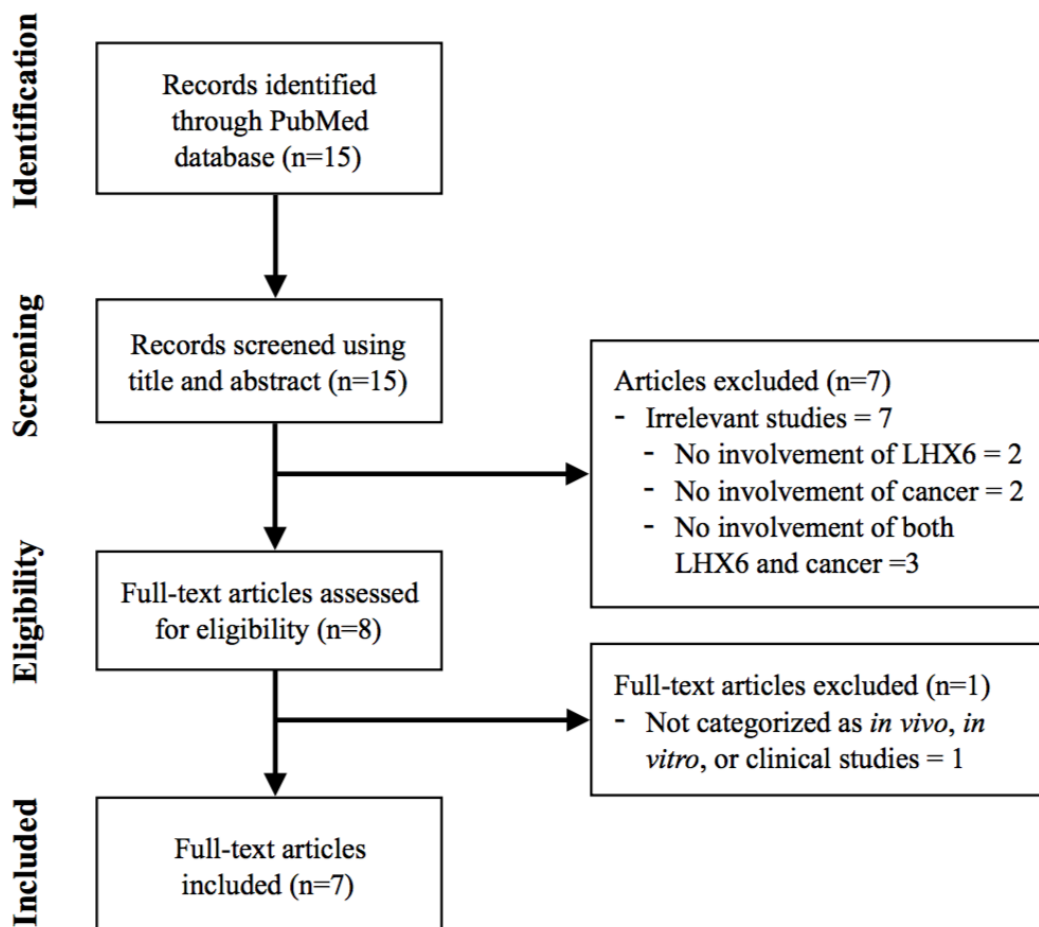 Identification
Records identified
through PubMed
database (n=15)
Screening
Records screened using
title and abstract (n=15)
Articles excluded (n=7)
- Irrelevant studies = 7
- No involvement of LHX6 = 2
- No involvement of cancer = 2
- No involvement of both
LHX6 and cancer =3
Eligibility
Full-text articles assessed
for eligibility (n=8)
Full-text articles excluded (n=1)
- Not categorized as in vivo, in
vitro, or clinical studies = 1
Included
Full-text articles
included (n=7)